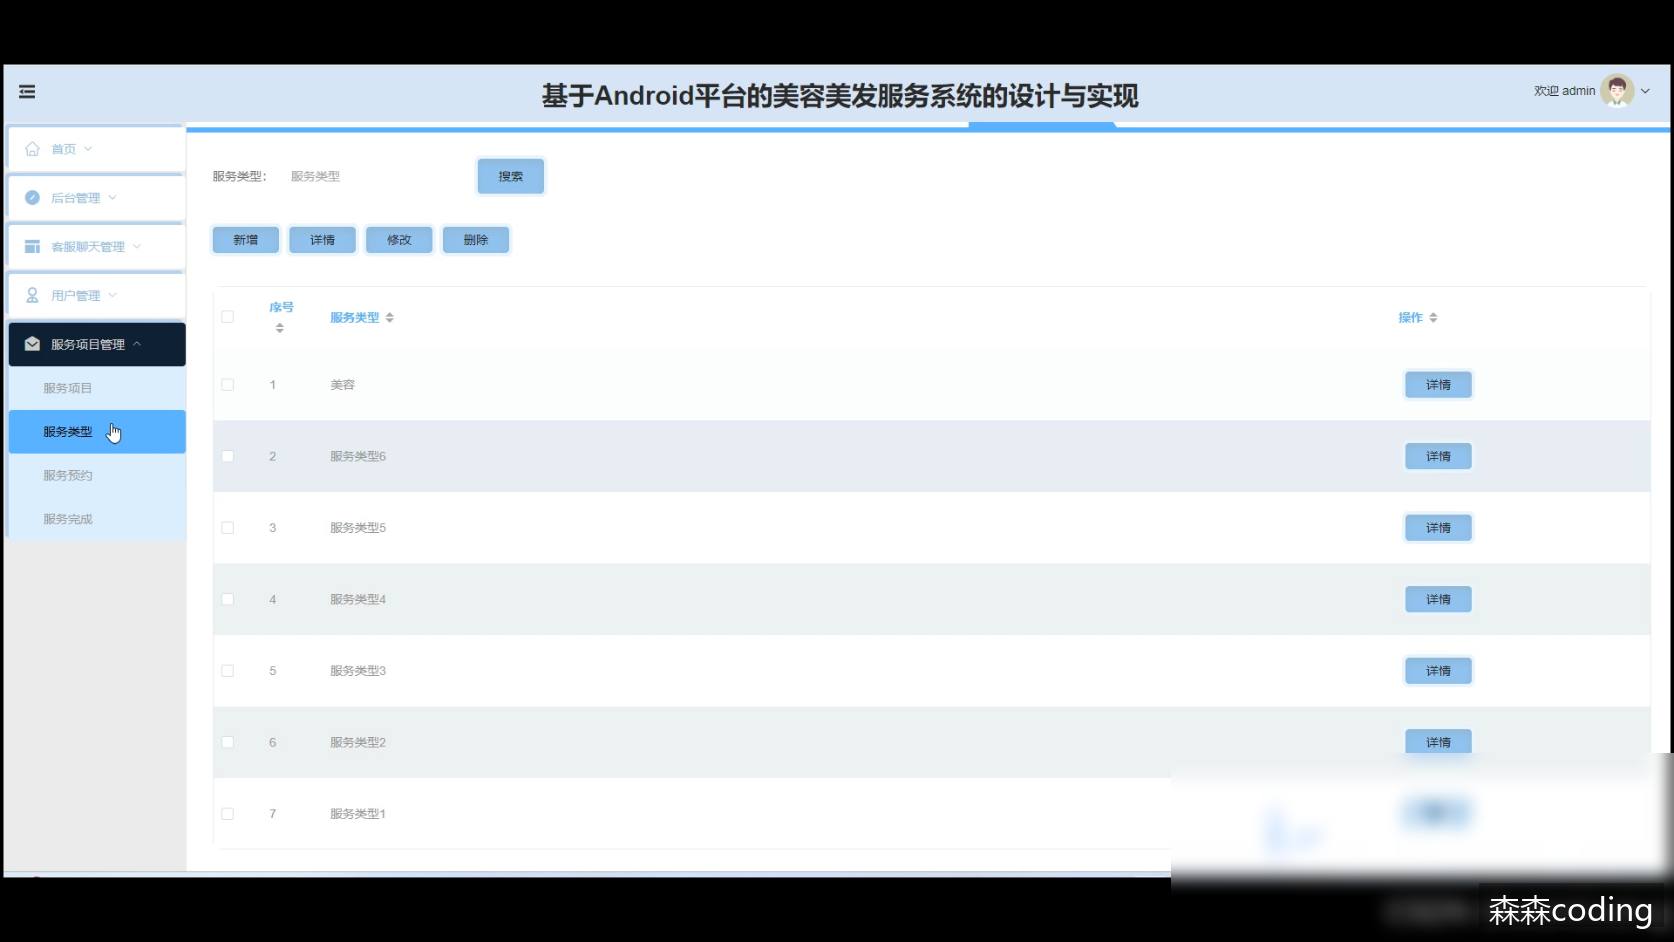 基于Android平台的美容美发服务系统的设计与实现
欢迎 admin
首页
后台管理
客服聊天管理
用户管理
服务项目管理
服务项目
服务类型
服务预约
服务完成
服务类型: 服务类型 搜索
新增 详情 修改 删除
序号 服务类型 操作
1 美容 详情
2 服务类型6 详情
3 服务类型5 详情
4 服务类型4 详情
5 服务类型3 详情
6 服务类型2 详情
7 服务类型1
森森coding